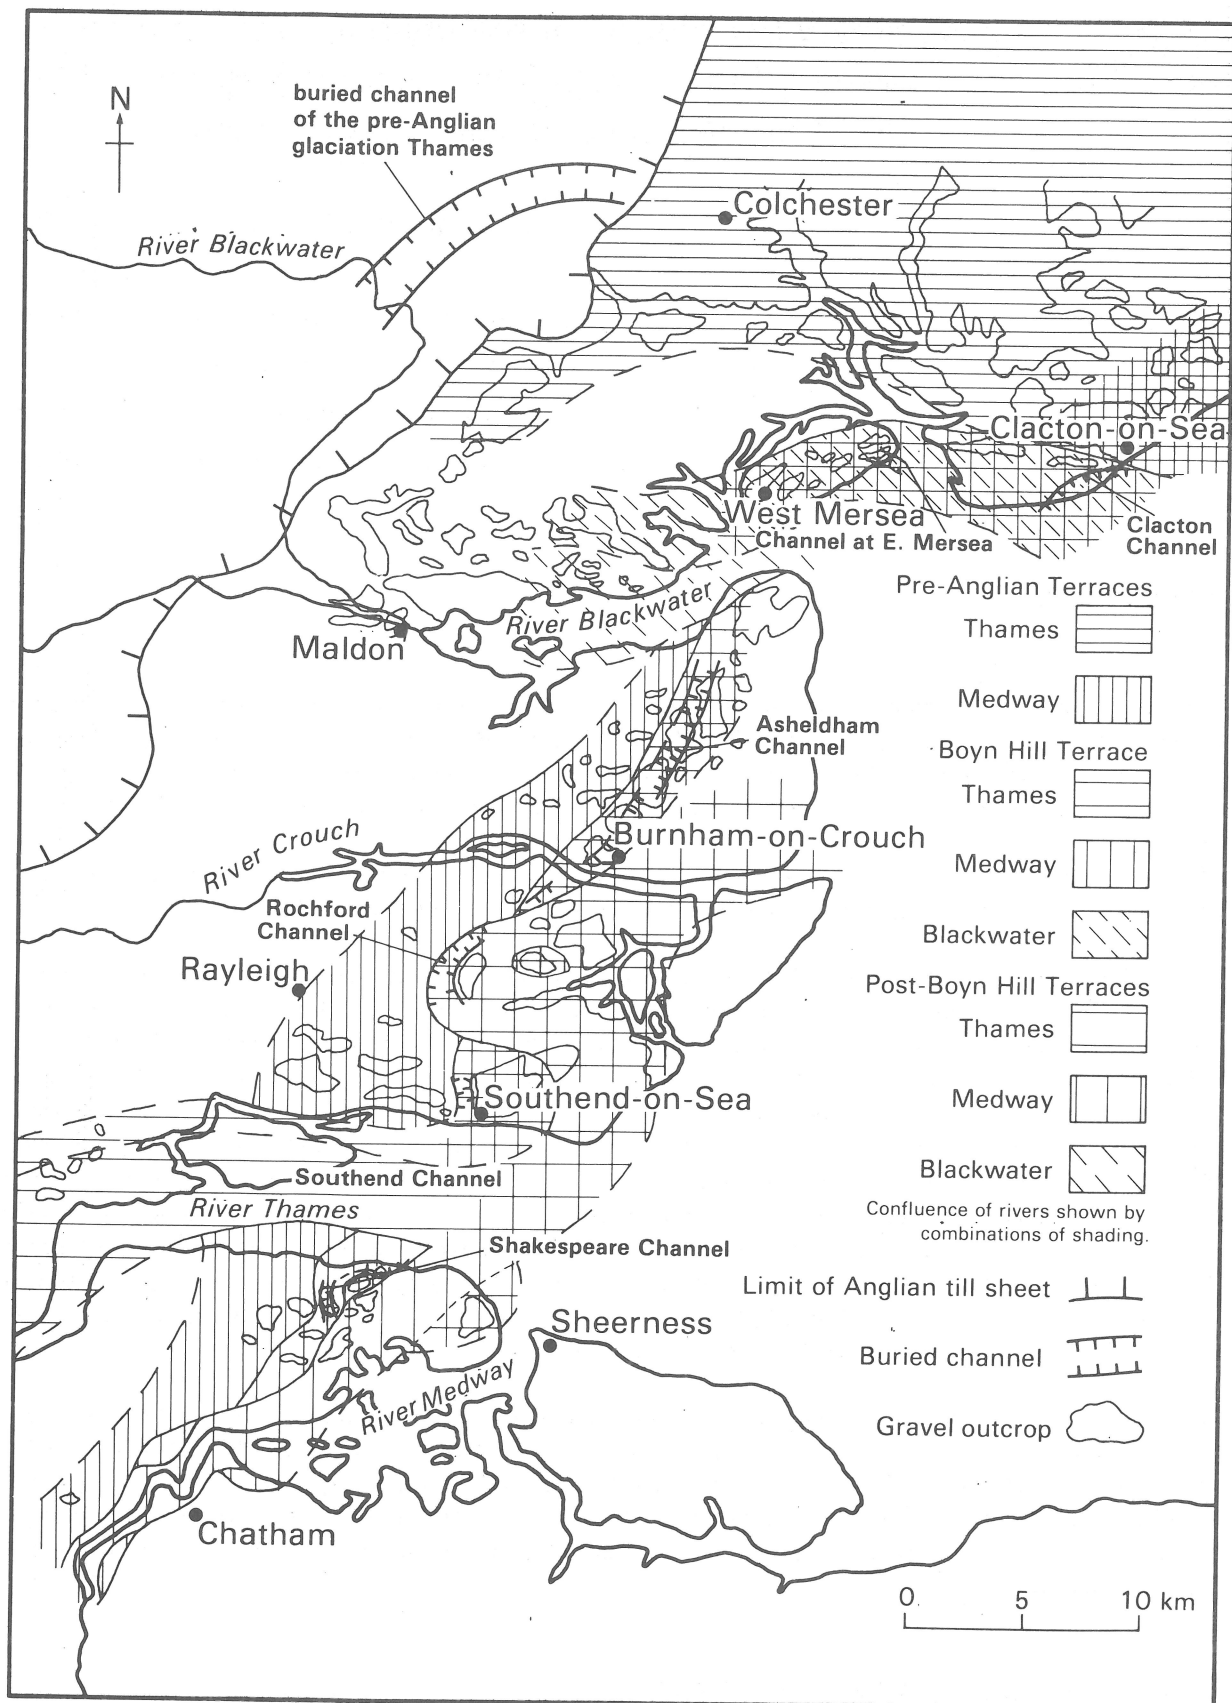 N
buried channel
of the pre-Anglian
glaciation Thames
River Blackwater
Colchester
Clacton-on-Sea
West Mersea
Channel at E. Mersea
Clacton
Channel
River Blackwater
Maldon
Asheldham
Channel
Burnham-on-Crouch
River Crouch
Rochford
Channel
Rayleigh
Southend-on-Sea
Southend Channel
River Thames
Shakespeare Channel
Sheerness
River Medway
Chatham
Pre-Anglian Terraces
Thames
Medway
Boyn Hill Terrace
Thames
Medway
Blackwater
Post-Boyn Hill Terraces
Thames
Medway
Blackwater
Confluence of rivers shown by
combinations of shading.
Limit of Anglian till sheet
Buried channel
Gravel outcrop
0 5 10 km